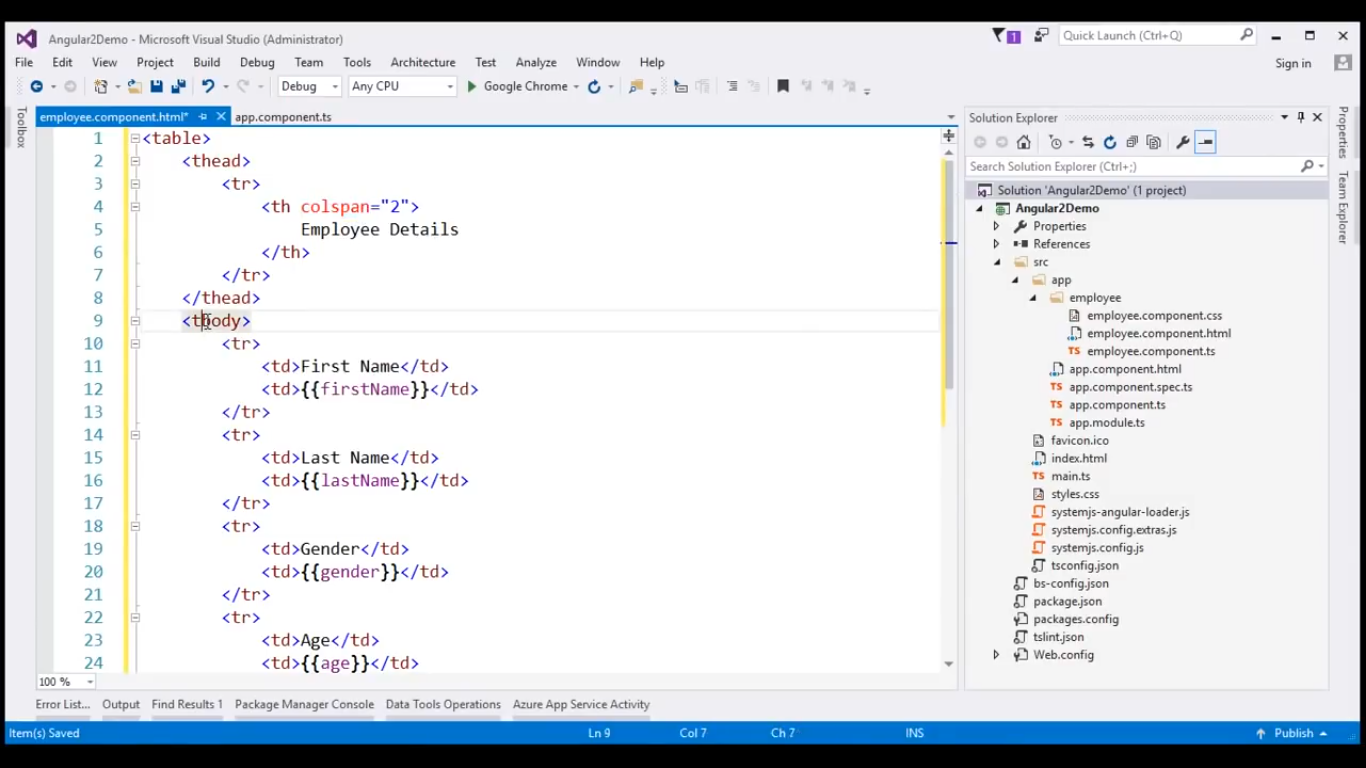 Angular2Demo - Microsoft Visual Studio (Administrator)
1
Quick Launch (Ctrl+Q)
File Edit View Project Build Debug Team Tools Architecture Test Analyze Window Help
Sign in
Debug Any CPU Google Chrome
Toolbox
employee.component.html* app.component.ts
1 <table>
2 <thead>
3 <tr>
4 <th colspan="2">
5 Employee Details
6 </th>
7 </tr>
8 </thead>
9 <tbody>
10 <tr>
11 <td>First Name</td>
12 <td>{{firstName}}</td>
13 </tr>
14 <tr>
15 <td>Last Name</td>
16 <td>{{lastName}}</td>
17 </tr>
18 <tr>
19 <td>Gender</td>
20 <td>{{gender}}</td>
21 </tr>
22 <tr>
23 <td>Age</td>
24 <td>{{age}}</td>
100 %
Solution Explorer
Search Solution Explorer (Ctrl+;)
Solution 'Angular2Demo' (1 project)
Angular2Demo
Properties
References
src
app
employee
employee.component.css
employee.component.html
TS employee.component.ts
app.component.html
TS app.component.spec.ts
TS app.component.ts
TS app.module.ts
favicon.ico
index.html
TS main.ts
styles.css
systemjs-angular-loader.js
systemjs.config.extras.js
systemjs.config.js
tsconfig.json
bs-config.json
package.json
packages.config
tslint.json
Web.config
Properties
Team Explorer
Error List... Output Find Results 1 Package Manager Console Data Tools Operations Azure App Service Activity
Item(s) Saved Ln 9 Col 7 Ch 7 INS Publish